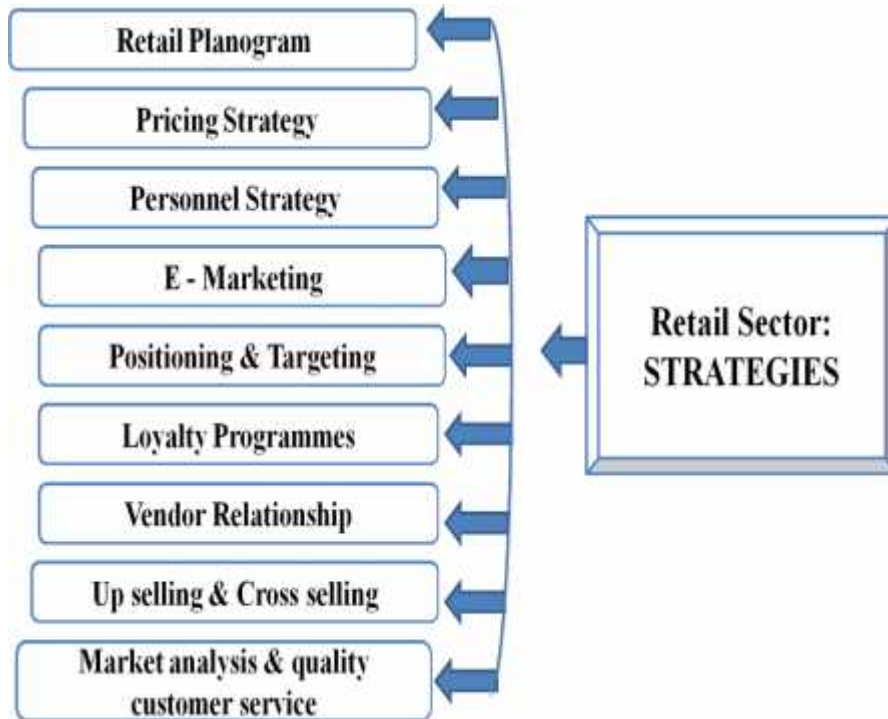 Retail Planogram
Pricing Strategy
Personnel Strategy
E - Marketing
Positioning & Targeting
Loyalty Programmes
Vendor Relationship
Up selling & Cross selling
Market analysis & quality
customer service
Retail Sector:
STRATEGIES